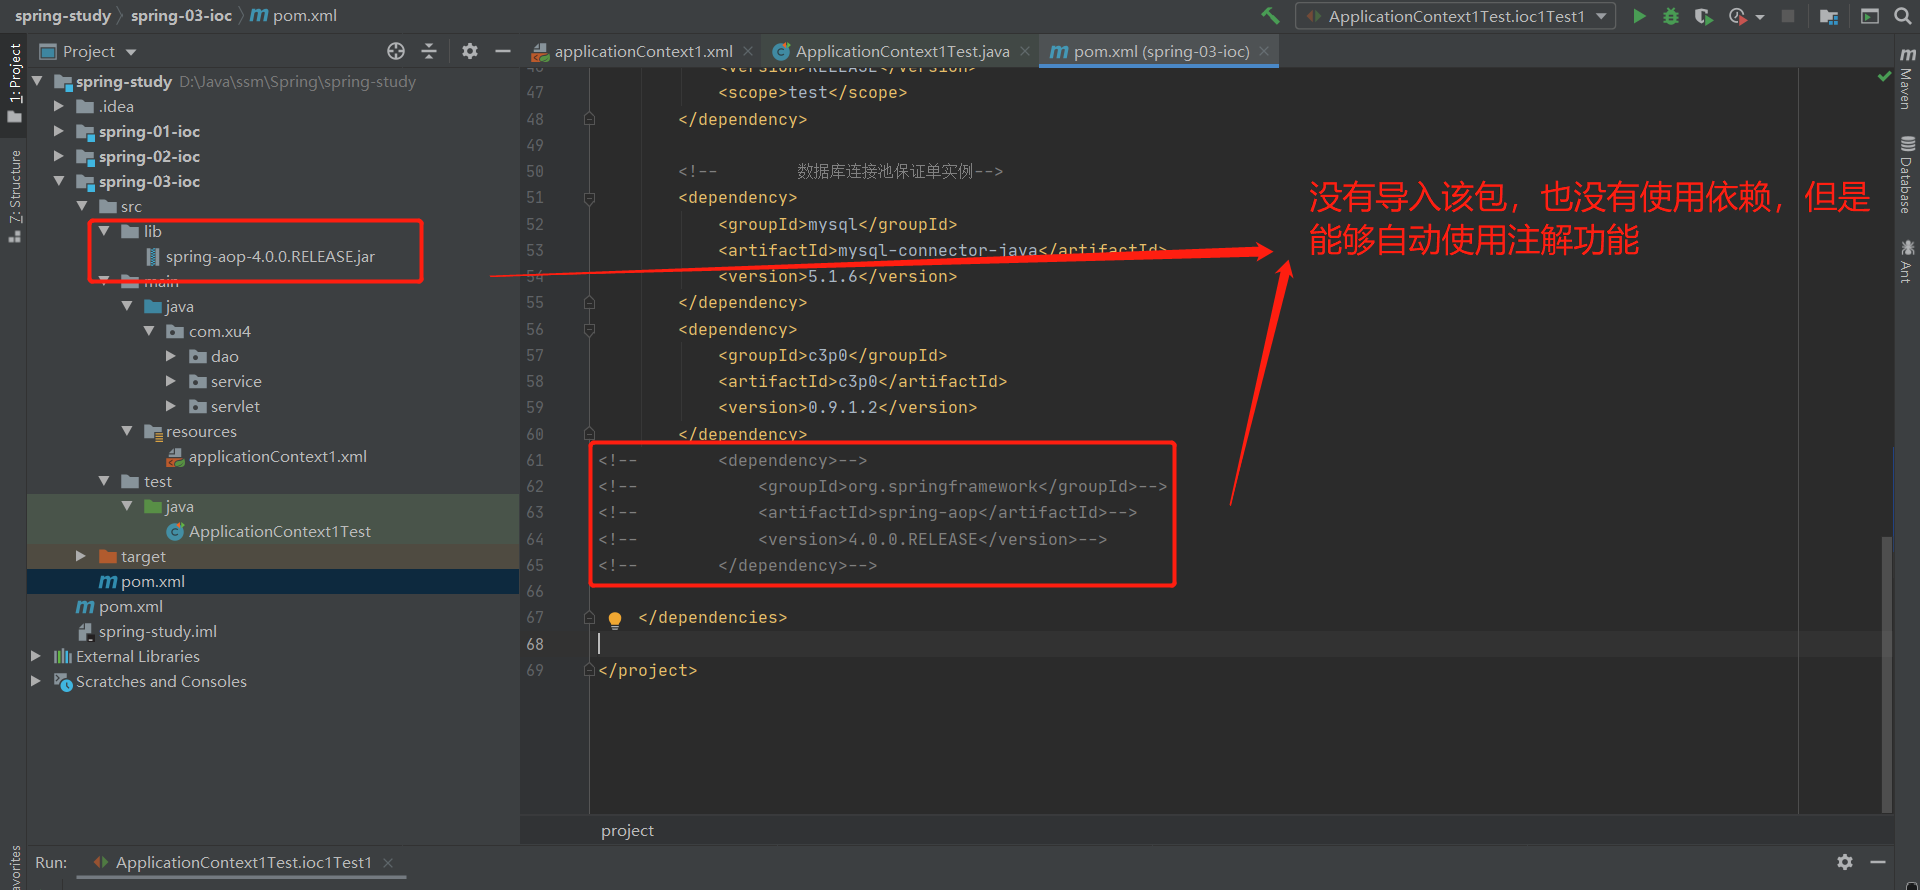 spring-study
spring-03-ioc
pom.xml
ApplicationContext1Test.ioc1Test1
Project
applicationContext1.xml
ApplicationContext1Test.java
pom.xml (spring-03-ioc)
1: Project
7: Structure
avorites
Maven
Database
Ant
spring-study D:\Java\ssm\Spring\spring-study
.idea
spring-01-ioc
spring-02-ioc
spring-03-ioc
src
lib
spring-aop-4.0.0.RELEASE.jar
main
java
com.xu4
dao
service
servlet
resources
applicationContext1.xml
test
java
ApplicationContext1Test
target
pom.xml
pom.xml
spring-study.iml
External Libraries
Scratches and Consoles
46 <version>RELEASE</version>
47 <scope>test</scope>
48 </dependency>
49
50 <!-- 数据库连接池保证单实例-->
51 <dependency>
52 <groupId>mysql</groupId>
53 <artifactId>mysql-connector-java</artifactId>
54 <version>5.1.6</version>
55 </dependency>
56 <dependency>
57 <groupId>c3p0</groupId>
58 <artifactId>c3p0</artifactId>
59 <version>0.9.1.2</version>
60 </dependency>
61 <!-- <dependency>-->
62 <!-- <groupId>org.springframework</groupId>-->
63 <!-- <artifactId>spring-aop</artifactId>-->
64 <!-- <version>4.0.0.RELEASE</version>-->
65 <!-- </dependency>-->
66
67 </dependencies>
68
69 </project>
没有导入该包，也没有使用依赖，但是
能够自动使用注解功能
project
Run: ApplicationContext1Test.ioc1Test1